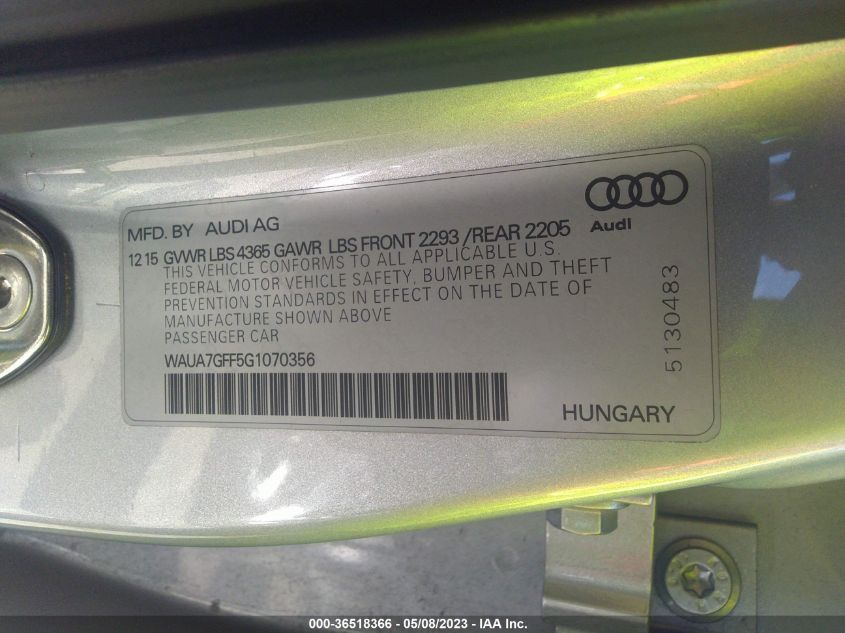 MFD. BY AUDI AG
Audi
12 15 GVWR LBS 4365 GAWR LBS FRONT 2293 /REAR 2205
THIS VEHICLE CONFORMS TO ALL APPLICABLE U.S.
FEDERAL MOTOR VEHICLE SAFETY, BUMPER AND THEFT
PREVENTION STANDARDS IN EFFECT ON THE DATE OF
MANUFACTURE SHOWN ABOVE
PASSENGER CAR
WAUA7GFF5G1070356
HUNGARY
5130483
000-36518366 - 05/08/2023 - IAA Inc.